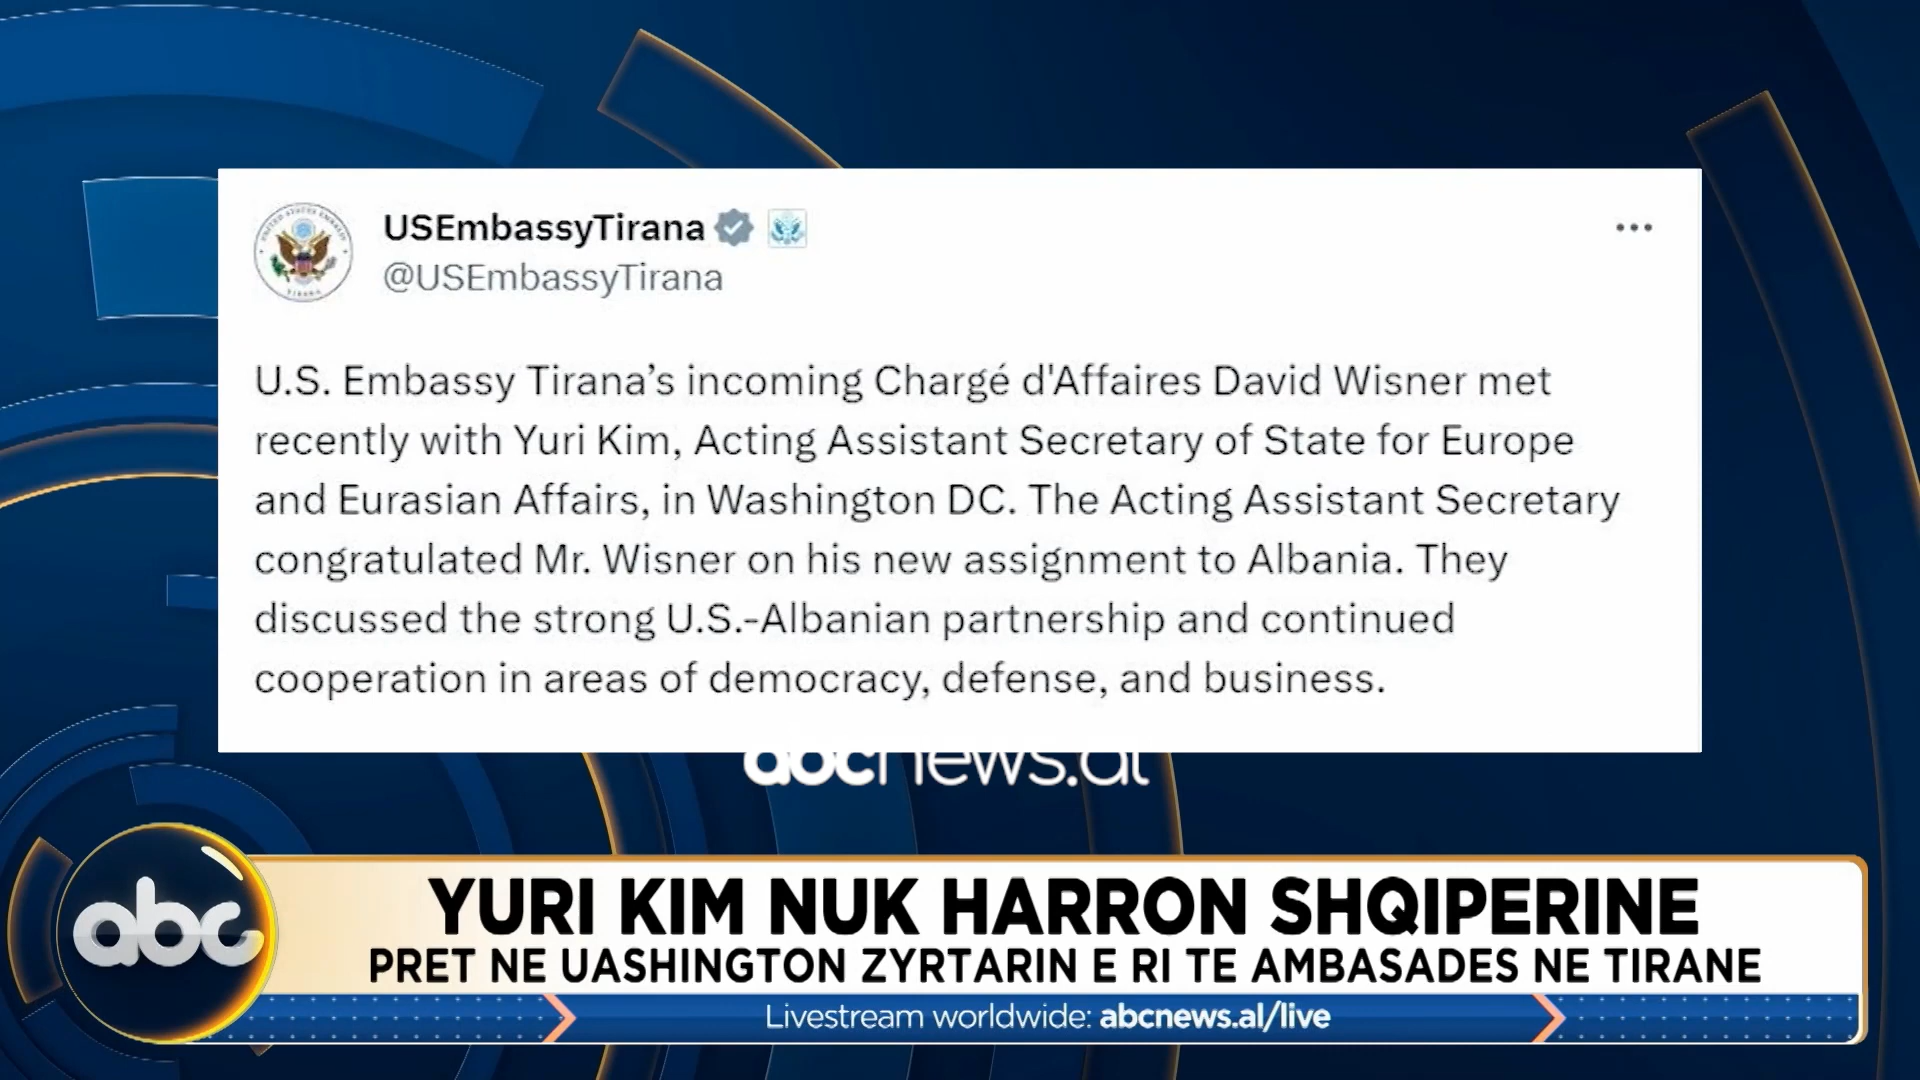 USEmbassyTirana
@USEmbassyTirana
U.S. Embassy Tirana’s incoming Chargé d'Affaires David Wisner met
recently with Yuri Kim, Acting Assistant Secretary of State for Europe
and Eurasian Affairs, in Washington DC. The Acting Assistant Secretary
congratulated Mr. Wisner on his new assignment to Albania. They
discussed the strong U.S.-Albanian partnership and continued
cooperation in areas of democracy, defense, and business.
abcnews.al
abc
YURI KIM NUK HARRON SHQIPERINE
PRET NE UASHINGTON ZYRTARIN E RI TE AMBASADES NE TIRANE
Livestream worldwide: abcnews.al/live